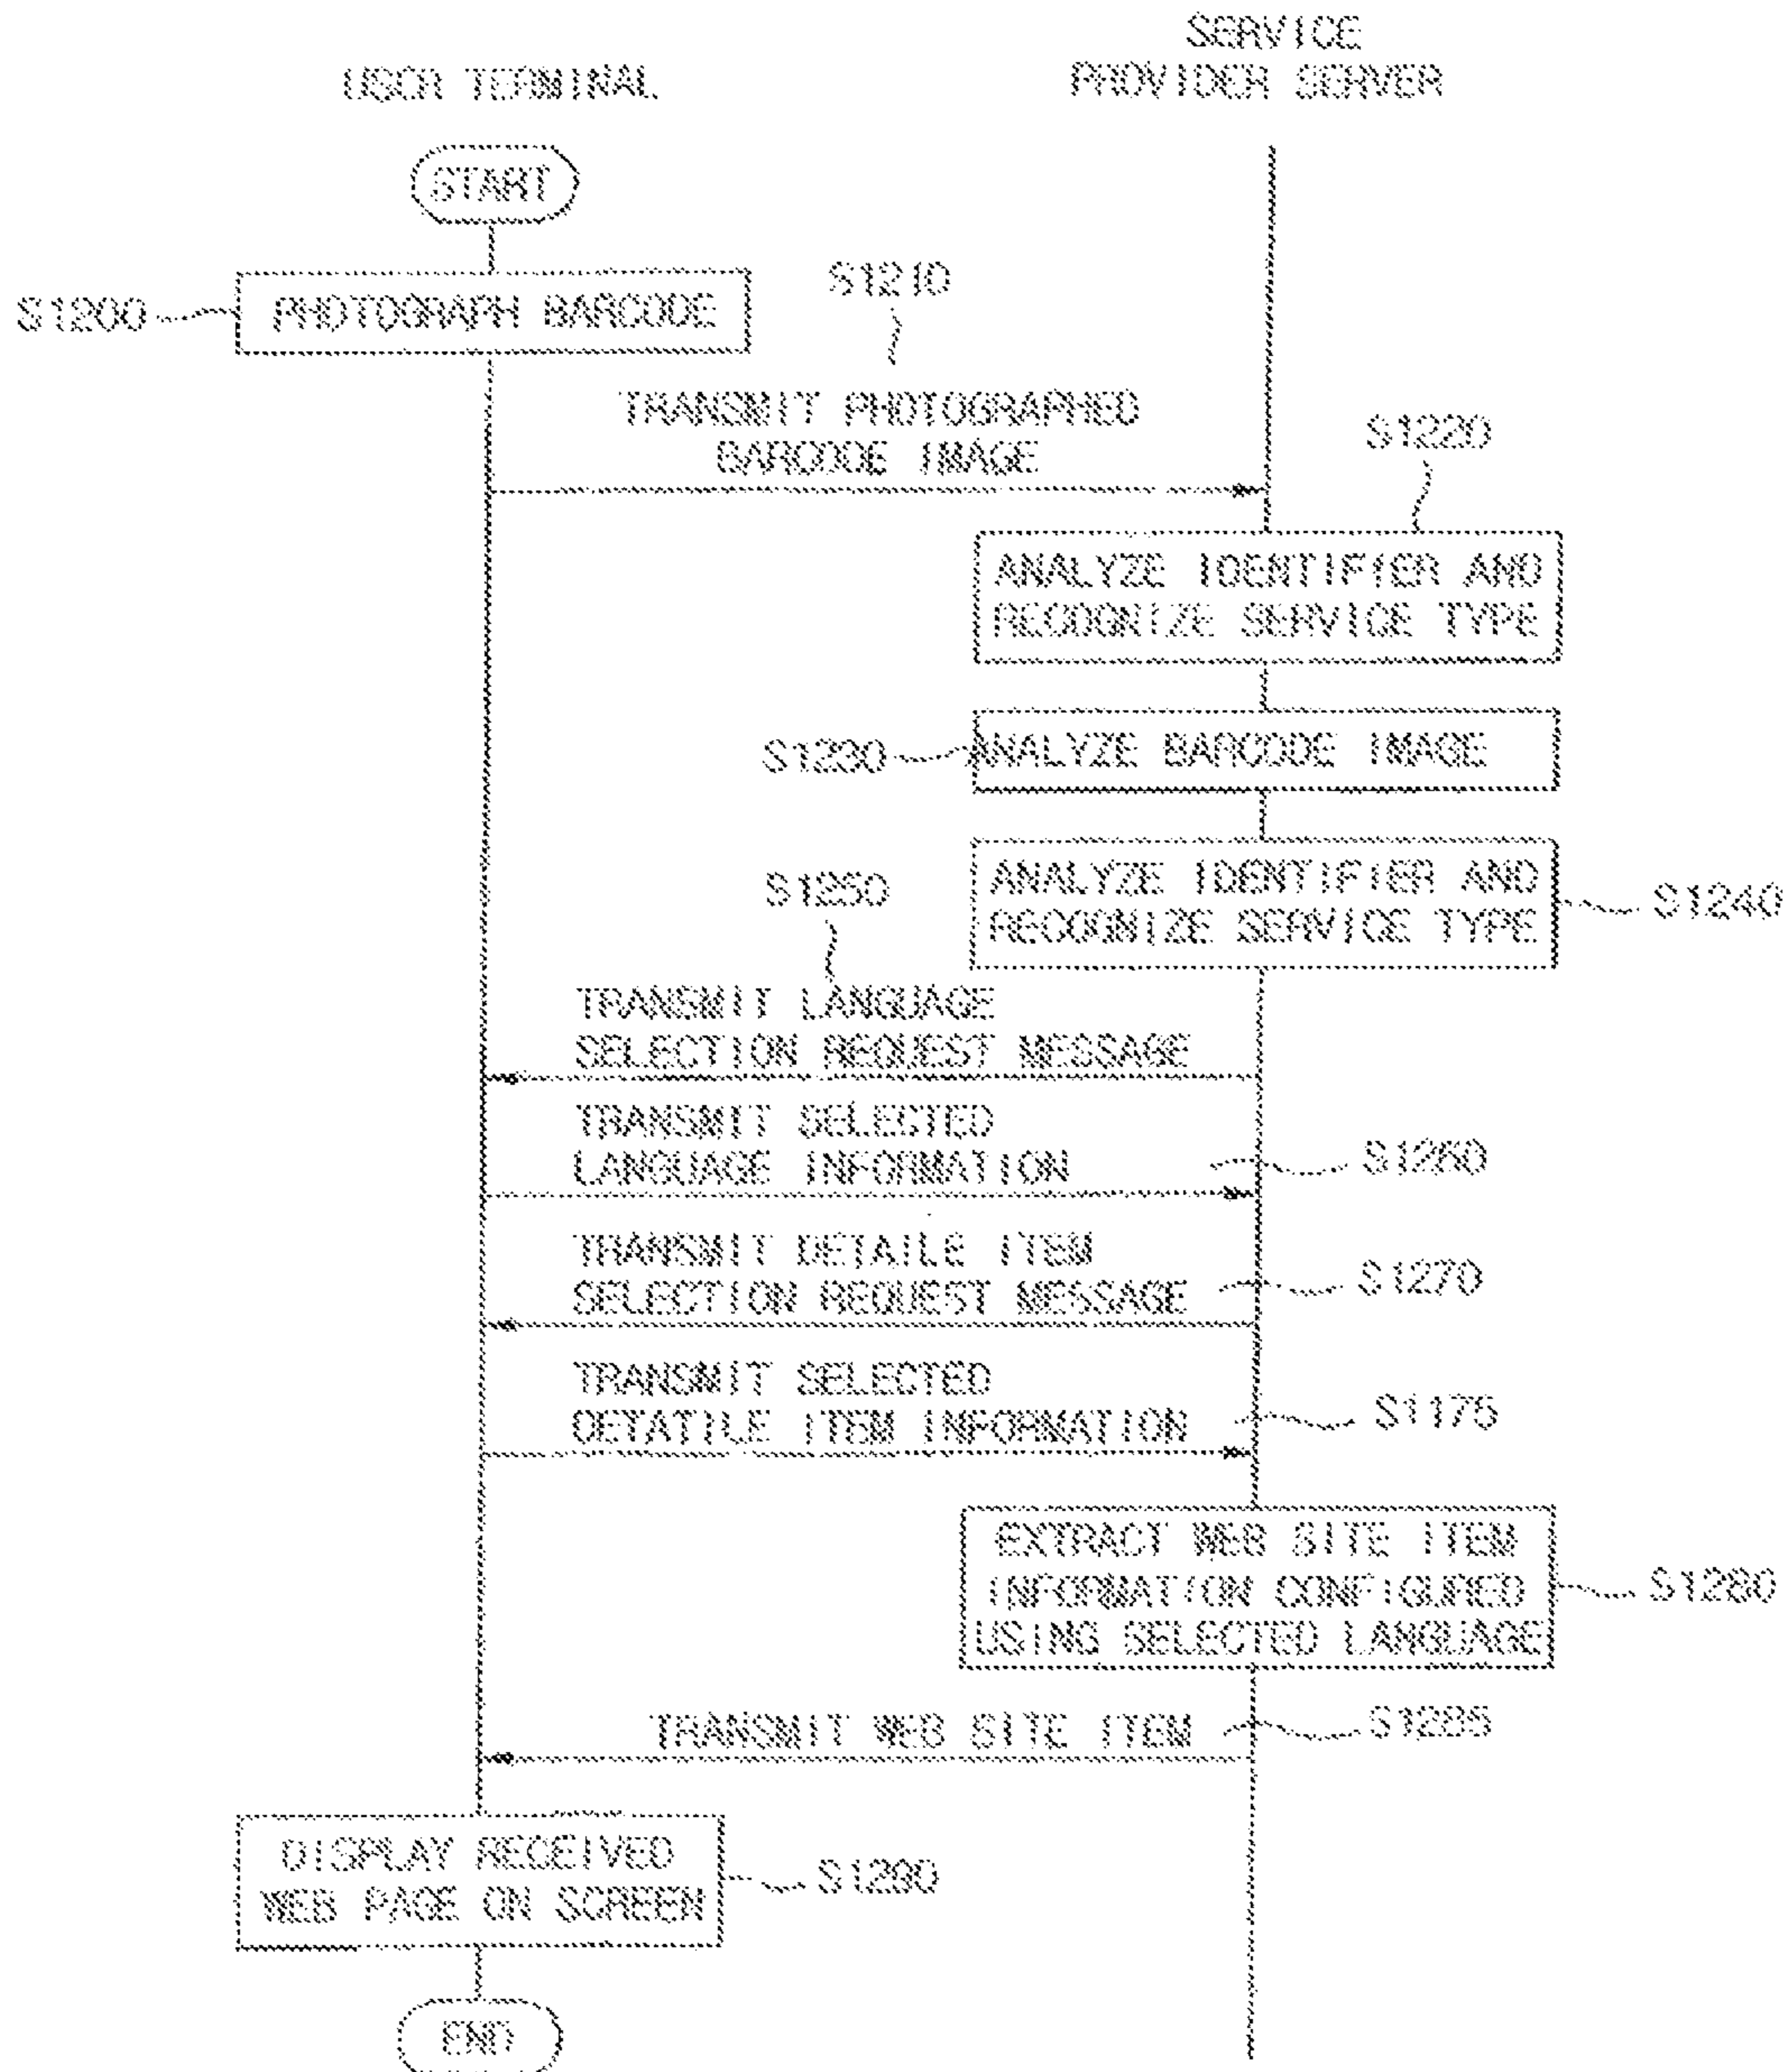 USER TERMINAL
SERVICE
PROVIDER SERVER
START
S1200
PHOTOGRAPH BARCODE
S1210
TRANSMIT PHOTOGRAPHED
BARCODE IMAGE
S1220
ANALYZE IDENTIFIER AND
RECOGNIZE SERVICE TYPE
S1230
ANALYZE BARCODE IMAGE
ANALYZE IDENTIFIER AND
RECOGNIZE SERVICE TYPE
S1240
S1250
TRANSMIT LANGUAGE
SELECTION REQUEST MESSAGE
TRANSMIT SELECTED
LANGUAGE INFORMATION
S1260
TRANSMIT DETAILE ITEM
SELECTION REQUEST MESSAGE
S1270
TRANSMIT SELECTED
DETATILE ITEM INFORMATION
S1175
EXTRACT WEB SITE ITEM
INFORMATION CONFIGURED
USING SELECTED LANGUAGE
S1280
TRANSMIT WEB SITE ITEM
S1285
DISPLAY RECEIVED
WEB PAGE ON SCREEN
S1290
END